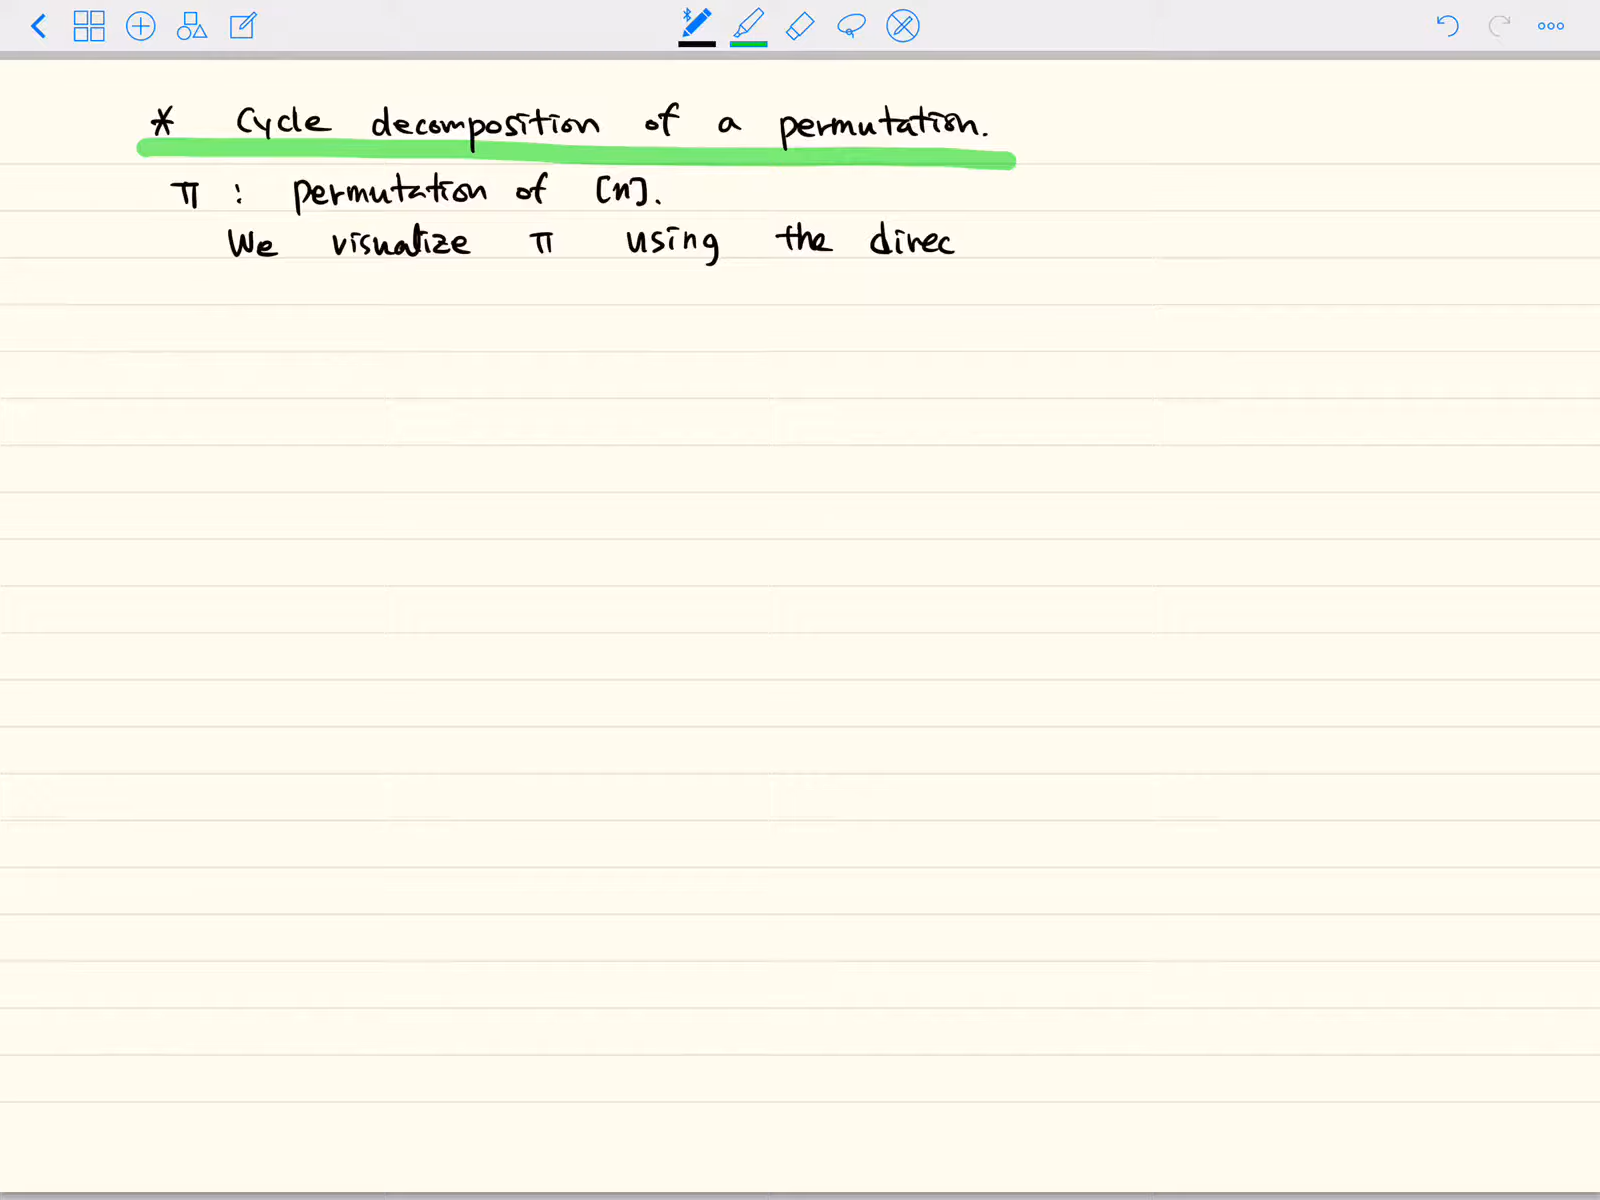 * Cycle decomposition of a permutation.
π : permutation of [n].
We visualize π using the direc